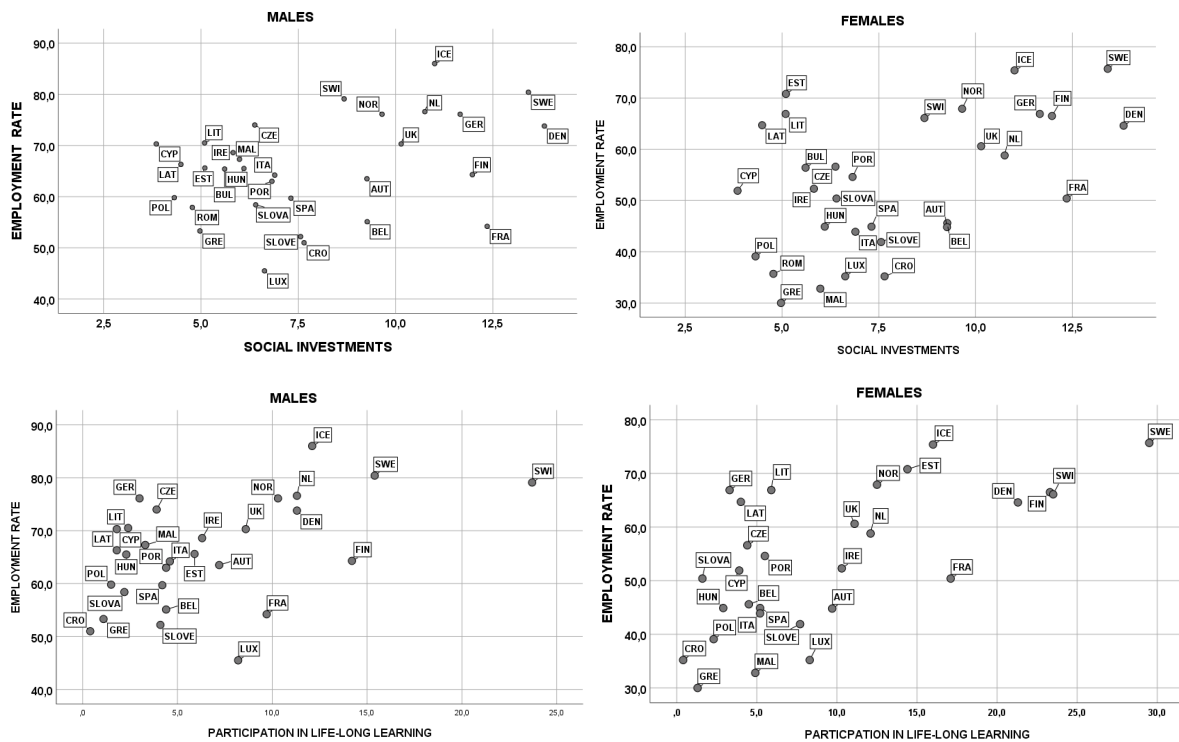 MALES
EMPLOYMENT RATE
90,0
80,0
70,0
60,0
50,0
40,0
ICE
SWI
NOR
NL
SWE
GER
DEN
LIT
CZE
UK
CYP
IRE
MAL
LAT
ITA
FIN
EST
HUN
BUL
POR
AUT
POL
ROM
SLOVA
SPA
BEL
GRE
SLOVE
CRO
FRA
LUX
2,5
5,0
7,5
10,0
12,5
SOCIAL INVESTMENTS
FEMALES
EMPLOYMENT RATE
80,0
70,0
60,0
50,0
40,0
30,0
ICE
SWE
EST
NOR
SWI
GER
FIN
LIT
DEN
LAT
UK
NL
BUL
POR
CYP
CZE
FRA
IRE
SLOVA
HUN
SPA
AUT
POL
ITA
SLOVE
BEL
ROM
LUX
CRO
GRE
MAL
2,5
5,0
7,5
10,0
12,5
SOCIAL INVESTMENTS
MALES
EMPLOYMENT RATE
90,0
80,0
70,0
60,0
50,0
40,0
ICE
GER
CZE
NOR
NL
SWE
SWI
LIT
MAL
IRE
UK
DEN
LAT
CYP
POR
ITA
FIN
HUN
EST
AUT
POL
SPA
SLOVA
BEL
FRA
CRO
GRE
SLOVE
LUX
,0
5,0
10,0
15,0
20,0
25,0
PARTICIPATION IN LIFE-LONG LEARNING
FEMALES
EMPLOYMENT RATE
80,0
70,0
60,0
50,0
40,0
30,0
ICE
SWE
GER
LIT
NOR
EST
DEN
SWI
LAT
UK
NL
FIN
CZE
SLOVA
POR
IRE
FRA
CYP
HUN
BEL
AUT
POL
ITA
SPA
SLOVE
CRO
MAL
LUX
GRE
,0
5,0
10,0
15,0
20,0
25,0
30,0
PARTCIPATION IN LIFE-LONG LEARNING